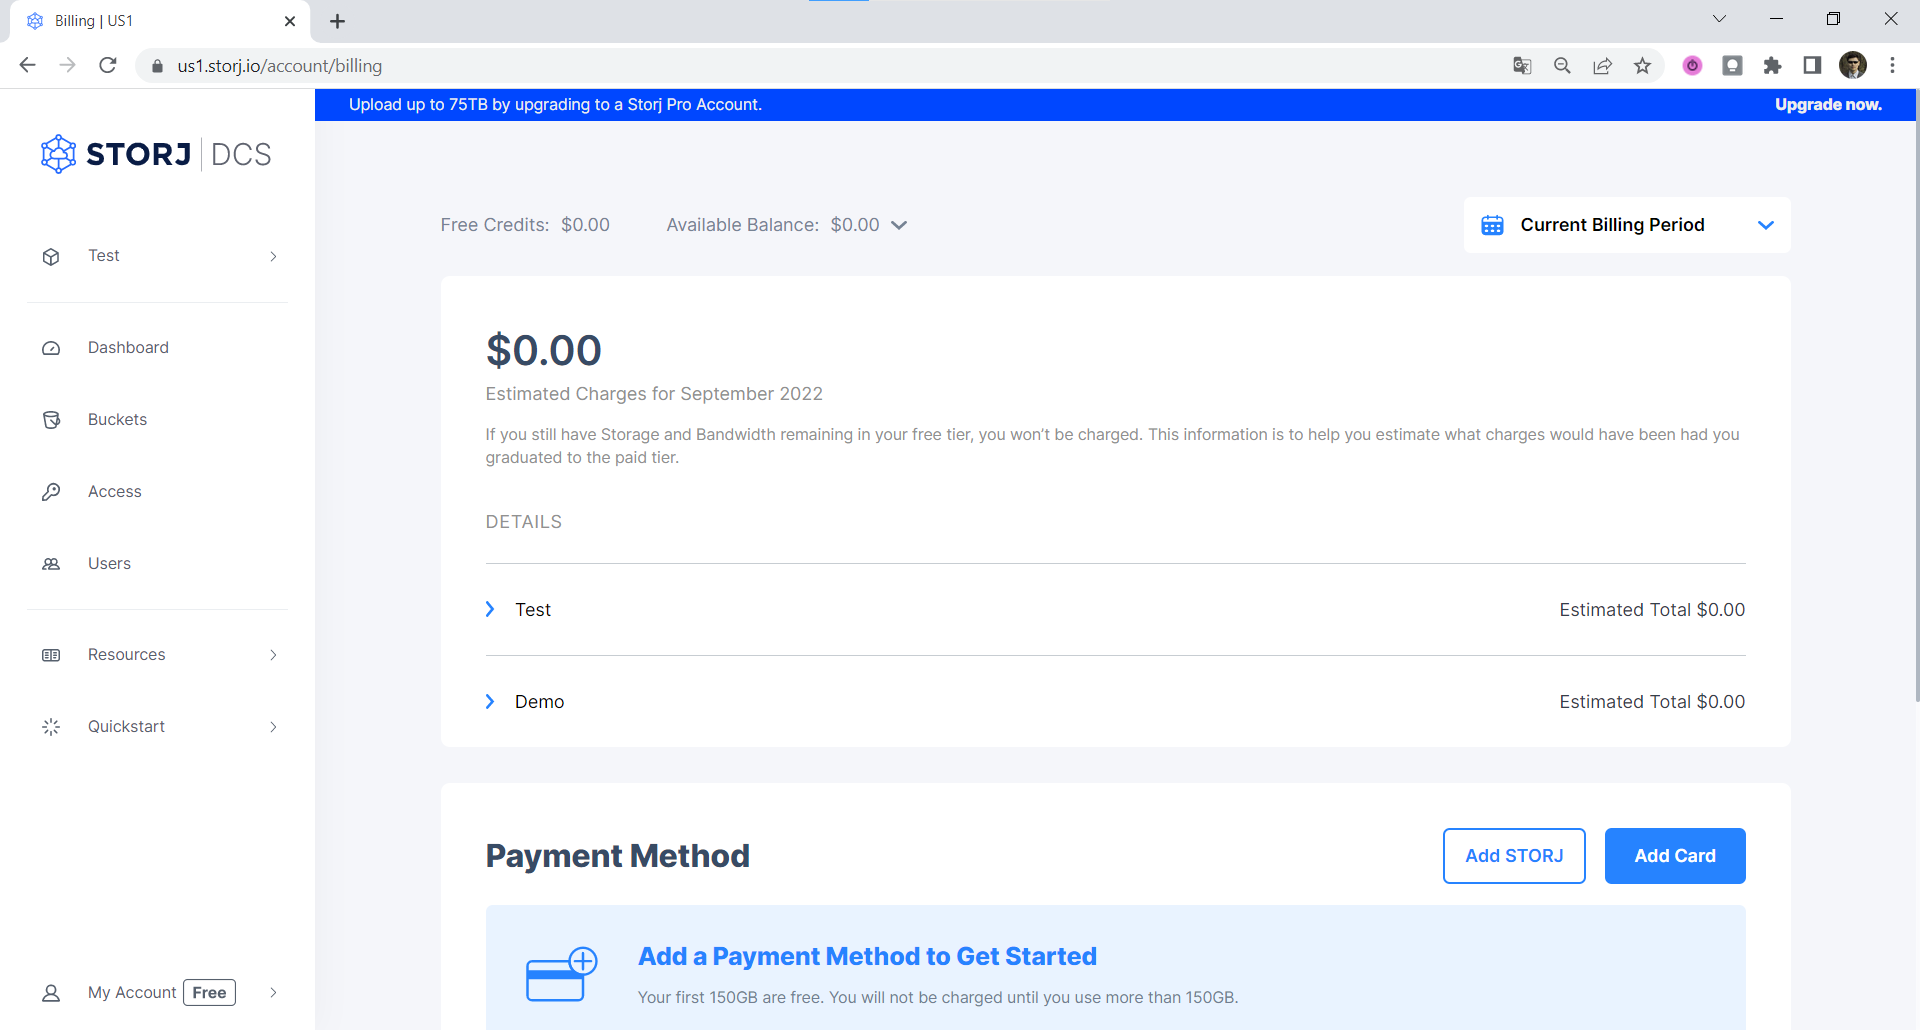 Billing | US1
us1.storj.io/account/billing
Upload up to 75TB by upgrading to a Storj Pro Account.
Upgrade now.
STORJ | DCS
Test
Dashboard
Buckets
Access
Users
Resources
Quickstart
My Account Free
Free Credits: $0.00
Available Balance: $0.00
Current Billing Period
$0.00
Estimated Charges for September 2022
If you still have Storage and Bandwidth remaining in your free tier, you won’t be charged. This information is to help you estimate what charges would have been had you
graduated to the paid tier.
DETAILS
Test Estimated Total $0.00
Demo Estimated Total $0.00
Payment Method
Add STORJ
Add Card
Add a Payment Method to Get Started
Your first 150GB are free. You will not be charged until you use more than 150GB.